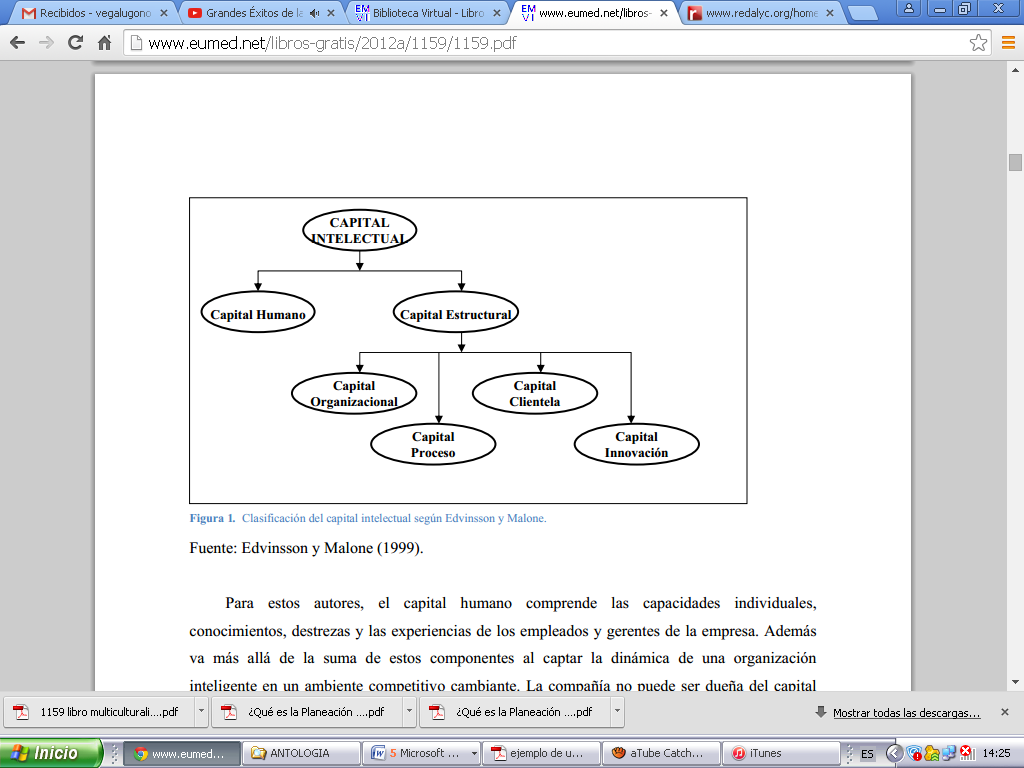 Recibidos - vegalugono
Grandes Éxitos de la
EM VI Biblioteca Virtual - Libro
EM VI www.eumed.net/libros-
www.redalyc.org/home
www.eumed.net/libros-gratis/2012a/1159/1159.pdf
CAPITAL
INTELECTUAL
Capital Humano
Capital Estructural
Capital
Organizacional
Capital
Clientela
Capital
Proceso
Capital
Innovación
Figura 1. Clasificación del capital intelectual según Edvinsson y Malone.
Fuente: Edvinsson y Malone (1999).
Para estos autores, el capital humano comprende las capacidades individuales,
conocimientos, destrezas y las experiencias de los empleados y gerentes de la empresa. Además
va más allá de la suma de estos componentes al captar la dinámica de una organización
inteligente en un ambiente competitivo cambiante. La compañía no puede ser dueña del capital
1159 libro multiculturali....pdf
¿Qué es la Planeación ....pdf
¿Qué es la Planeación ....pdf
Mostrar todas las descargas...
Inicio
www.eumed...
ANTOLOGIA
5 Microsoft ...
ejemplo de u...
aTube Catch...
iTunes
ES
14:25